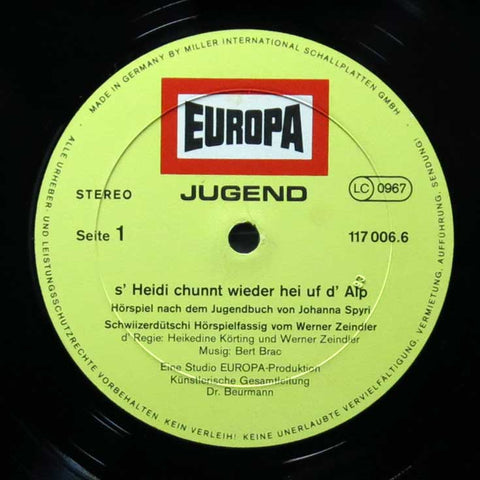 MADE IN GERMANY BY MILLER INTERNATIONAL SCHALLPLATTEN GMBH
EUROPA
JUGEND
STEREO
LC 0967
Seite 1
117 006.6
s' Heidi chunnt wieder hei uf d' Alp
Hörspiel nach dem Jugendbuch von Johanna Spyri
Schwiizerdütschi Hörspielfassig vom Werner Zeindler
d' Regie: Heikedine Körting und Werner Zeindler
Musig: Bert Brac
Eine Studio EUROPA-Produktion
Künstlerische Gesamtleitung
Dr. Beurmann
ALLE URHEBER- UND LEISTUNGSSCHUTZRECHTE VORBEHALTEN. KEIN VERLEIH! KEINE UNERLAUBTE VERVIELFÄLTIGUNG, VERMIETUNG, AUFFÜHRUNG, SENDUNG!